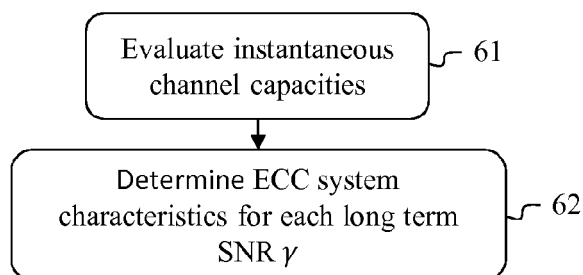 Evaluate instantaneous
channel capacities
61
Determine ECC system
characteristics for each long term
SNR γ
62